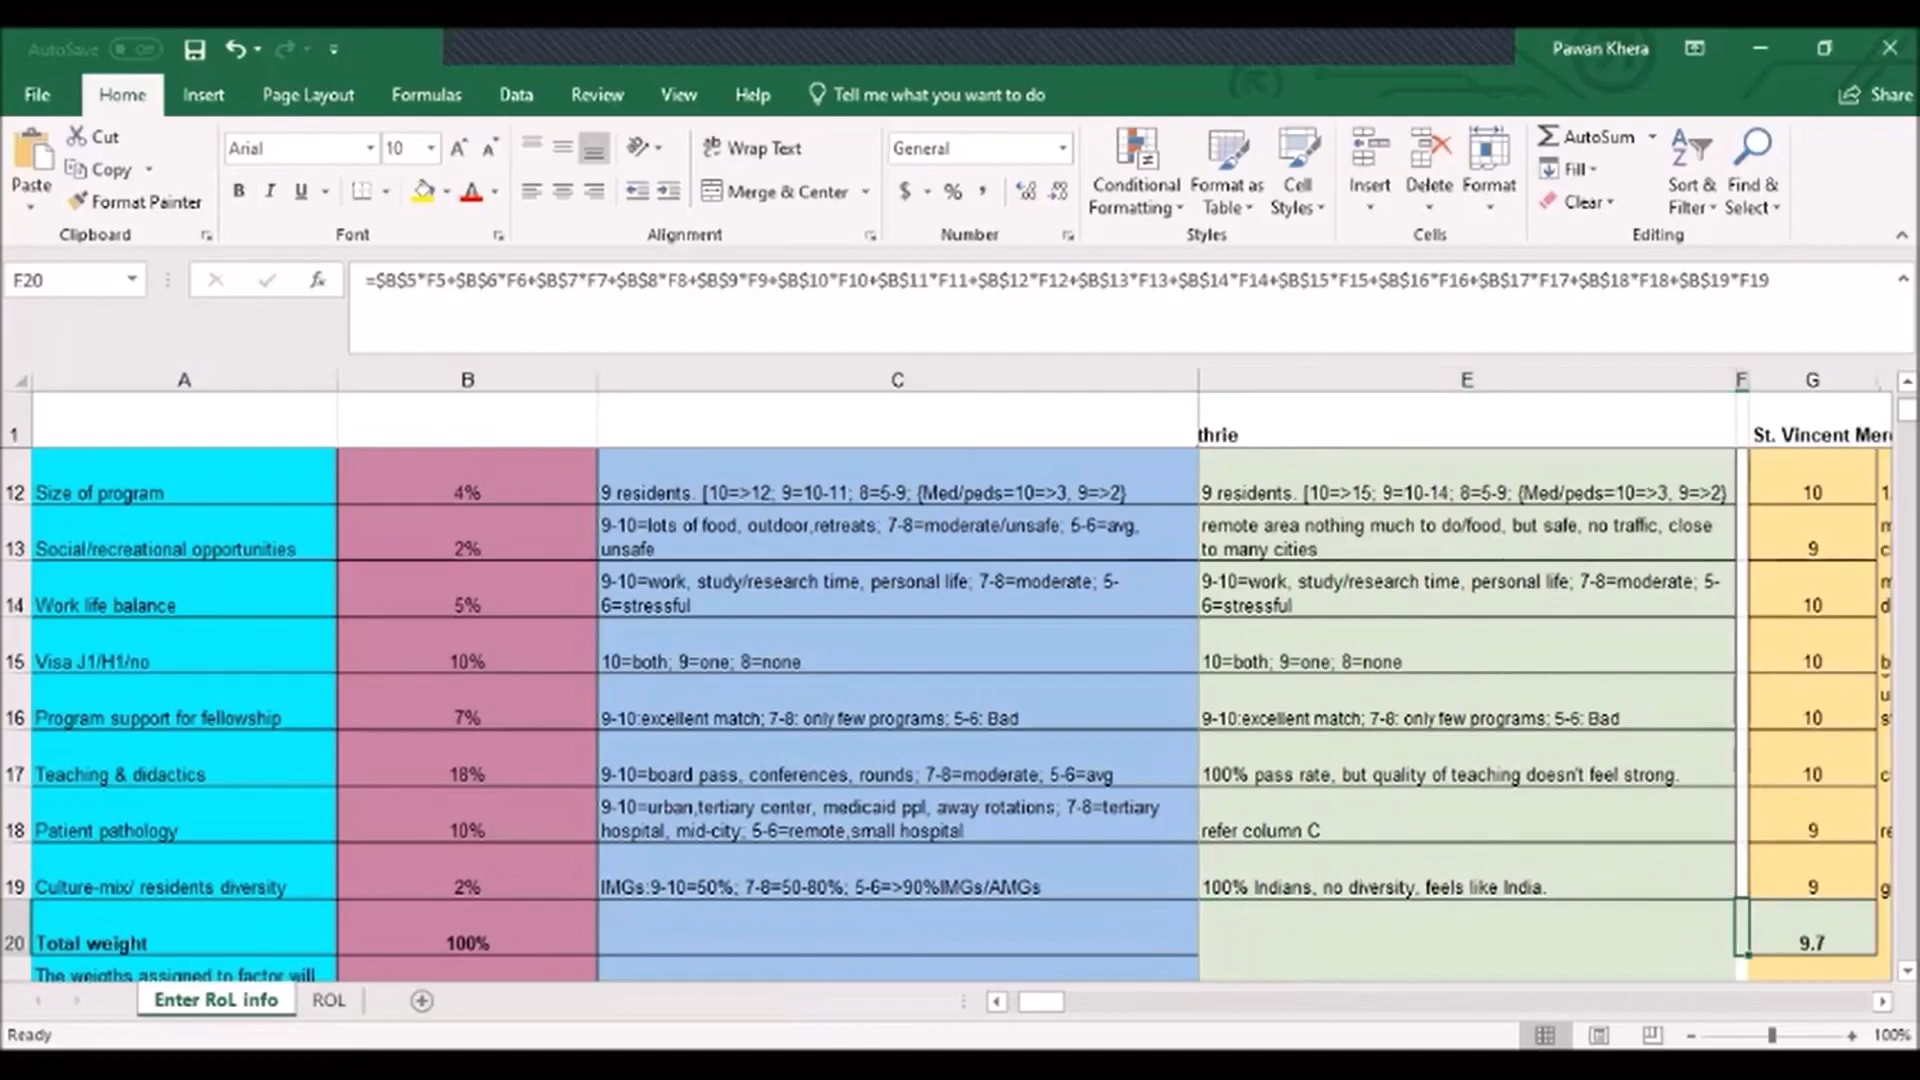 AutoSave Off
Pawan Khera
File Home Insert Page Layout Formulas Data Review View Help Tell me what you want to do Share
Paste
Cut
Copy
Format Painter
Clipboard
Arial 10
B I U
Font
Wrap Text
Merge & Center
Alignment
General
$ % ,
Number
Conditional Formatting
Format as Table
Cell Styles
Styles
Insert
Delete
Format
Cells
AutoSum
Fill
Clear
Sort & Filter
Find & Select
Editing
F20 fx =$B$5*F5+$B$6*F6+$B$7*F7+$B$8*F8+$B$9*F9+$B$10*F10+$B$11*F11+$B$12*F12+$B$13*F13+$B$14*F14+$B$15*F15+$B$16*F16+$B$17*F17+$B$18*F18+$B$19*F19
A B C E F G
1 thrie St. Vincent Mer
12 Size of program 4% 9 residents. [10=>12; 9=10-11; 8=5-9; {Med/peds=10=>3, 9=>2} 9 residents. [10=>15; 9=10-14; 8=5-9; {Med/peds=10=>3, 9=>2} 10
13 Social/recreational opportunities 2% 9-10=lots of food, outdoor,retreats; 7-8=moderate/unsafe; 5-6=avg, unsafe remote area nothing much to do/food, but safe, no traffic, close to many cities 9
14 Work life balance 5% 9-10=work, study/research time, personal life; 7-8=moderate; 5-6=stressful 9-10=work, study/research time, personal life; 7-8=moderate; 5-6=stressful 10
15 Visa J1/H1/no 10% 10=both; 9=one; 8=none 10=both; 9=one; 8=none 10
16 Program support for fellowship 7% 9-10:excellent match; 7-8: only few programs; 5-6: Bad 9-10:excellent match; 7-8: only few programs; 5-6: Bad 10
17 Teaching & didactics 18% 9-10=board pass, conferences, rounds; 7-8=moderate; 5-6=avg 100% pass rate, but quality of teaching doesn't feel strong. 10
18 Patient pathology 10% 9-10=urban,tertiary center, medicaid ppl, away rotations; 7-8=tertiary hospital, mid-city; 5-6=remote,small hospital refer column C 9
19 Culture-mix/ residents diversity 2% IMGs:9-10=50%; 7-8=50-80%; 5-6=>90%IMGs/AMGs 100% Indians, no diversity, feels like India. 9
20 Total weight 100% 9.7
The weigths assigned to factor will
Enter RoL info ROL
Ready 100%